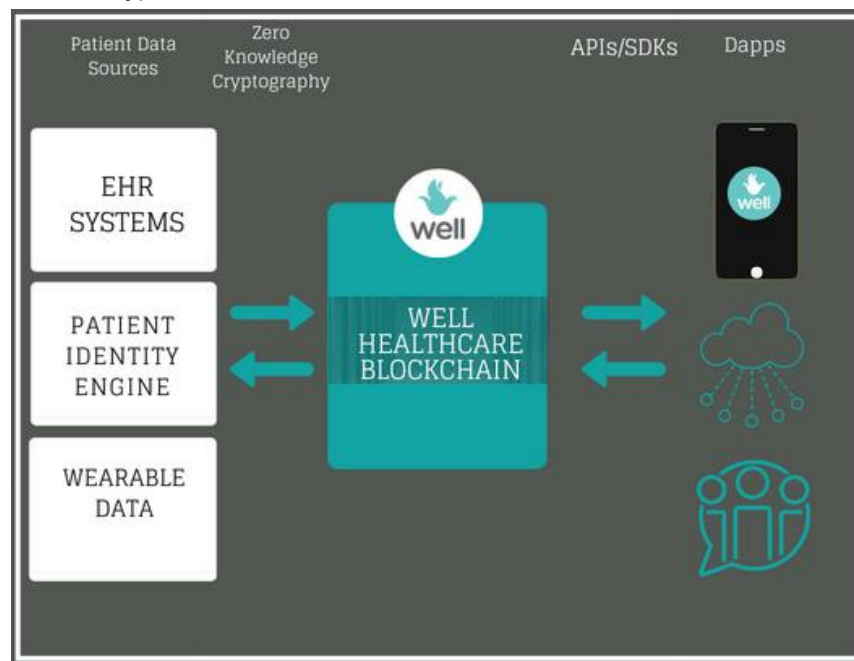 Patient Data
Sources
Zero
Knowledge
Cryptography
APIs/SDKs
Dapps
EHR
SYSTEMS
PATIENT
IDENTITY
ENGINE
WEARABLE
DATA
well
WELL
HEALTHCARE
BLOCKCHAIN
well